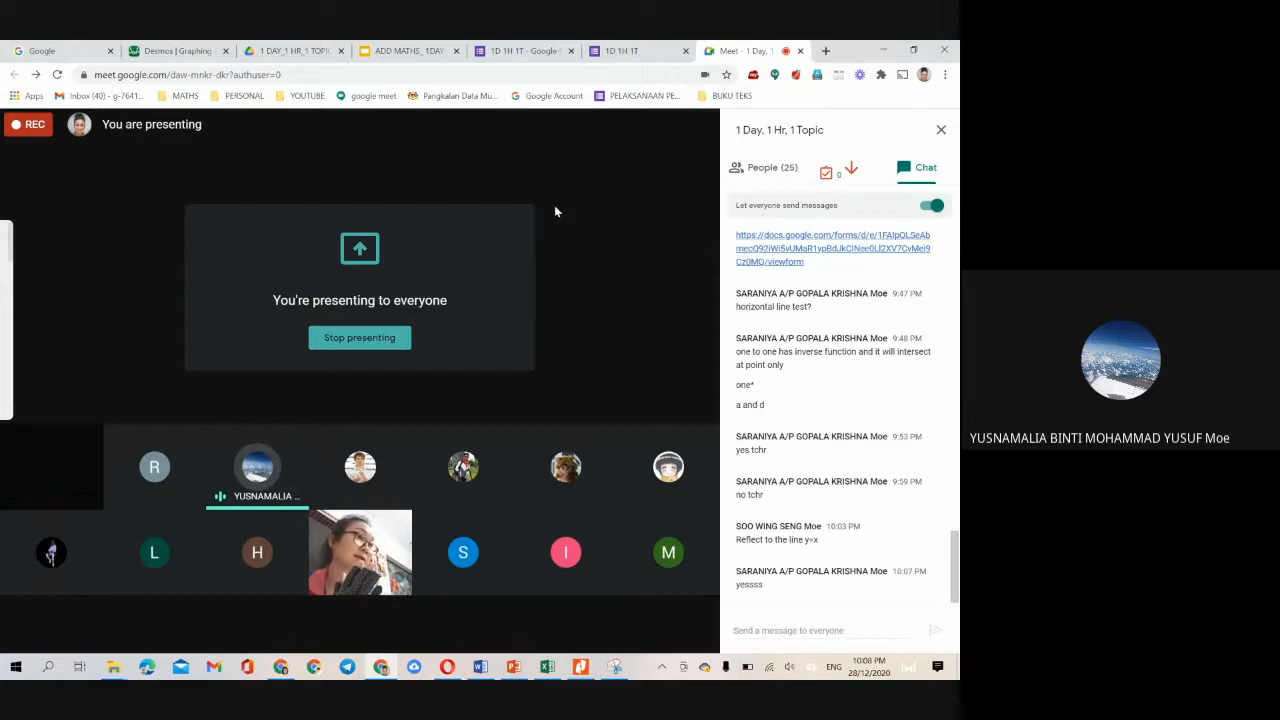 Google
Desmos | Graphing
1 DAY_1 HR_1 TOPIC
ADD MATHS_ 1DAY
1D 1H 1T - Google F
1D 1H 1T
Meet - 1 Day, 1
meet.google.com/daw-mnkr-dkr?authuser=0
Apps
Inbox (40) - g-7641...
MATHS
PERSONAL
YOUTUBE
google meet
Pangkalan Data Mu...
Google Account
PELAKSANAAN PE...
BUKU TEKS
REC
You are presenting
You're presenting to everyone
Stop presenting
R
YUSNAMALIA ...
L
H
S
I
M
1 Day, 1 Hr, 1 Topic
People (25)
0
Chat
Let everyone send messages
https://docs.google.com/forms/d/e/1FAIpQLSeAb
Cz0MQ/viewform
SARANIYA A/P GOPALA KRISHNA Moe 9:47 PM
horizontal line test?
SARANIYA A/P GOPALA KRISHNA Moe 9:48 PM
one to one has inverse function and it will intersect
at point only
one*
a and d
SARANIYA A/P GOPALA KRISHNA Moe 9:53 PM
yes tchr
SARANIYA A/P GOPALA KRISHNA Moe 9:59 PM
no tchr
SOO WING SENG Moe 10:03 PM
Reflect to the line y=x
SARANIYA A/P GOPALA KRISHNA Moe 10:07 PM
yessss
Send a message to everyone
YUSNAMALIA BINTI MOHAMMAD YUSUF Moe
ENG
10:08 PM
28/12/2020